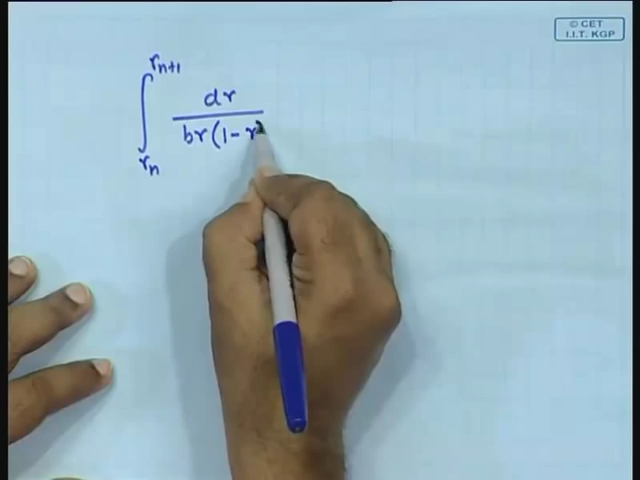 © CET
I.I.T. KGP
∫_{r_n}^{r_{n+1}} dr / br(1-r